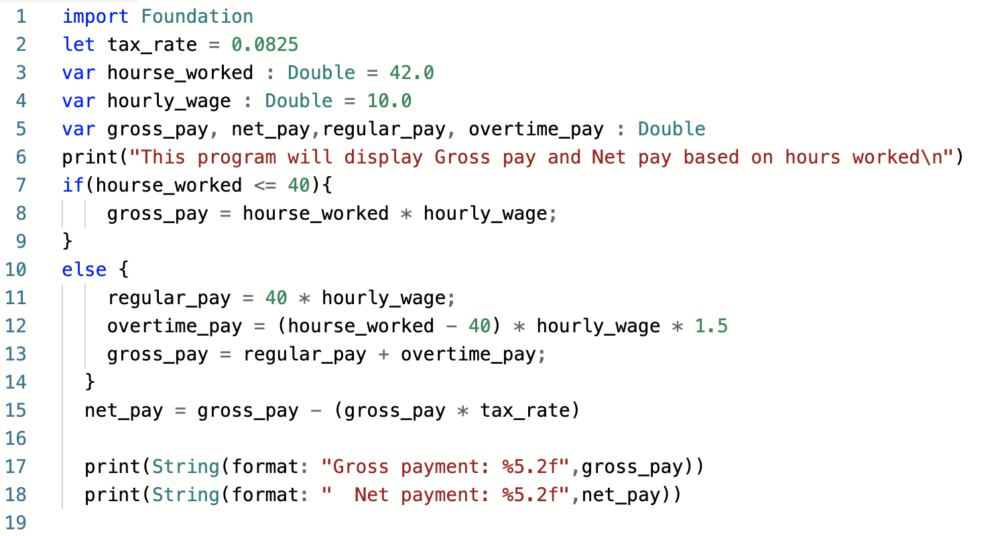 1 import Foundation
2 let tax_rate = 0.0825
3 var hourse_worked : Double = 42.0
4 var hourly_wage : Double = 10.0
5 var gross_pay, net_pay,regular_pay, overtime_pay : Double
6 print("This program will display Gross pay and Net pay based on hours worked\n")
7 if(hourse_worked <= 40){
8     gross_pay = hourse_worked * hourly_wage;
9 }
10 else {
11     regular_pay = 40 * hourly_wage;
12     overtime_pay = (hourse_worked - 40) * hourly_wage * 1.5
13     gross_pay = regular_pay + overtime_pay;
14   }
15   net_pay = gross_pay - (gross_pay * tax_rate)
16
17   print(String(format: "Gross payment: %5.2f",gross_pay))
18   print(String(format: "  Net payment: %5.2f",net_pay))
19